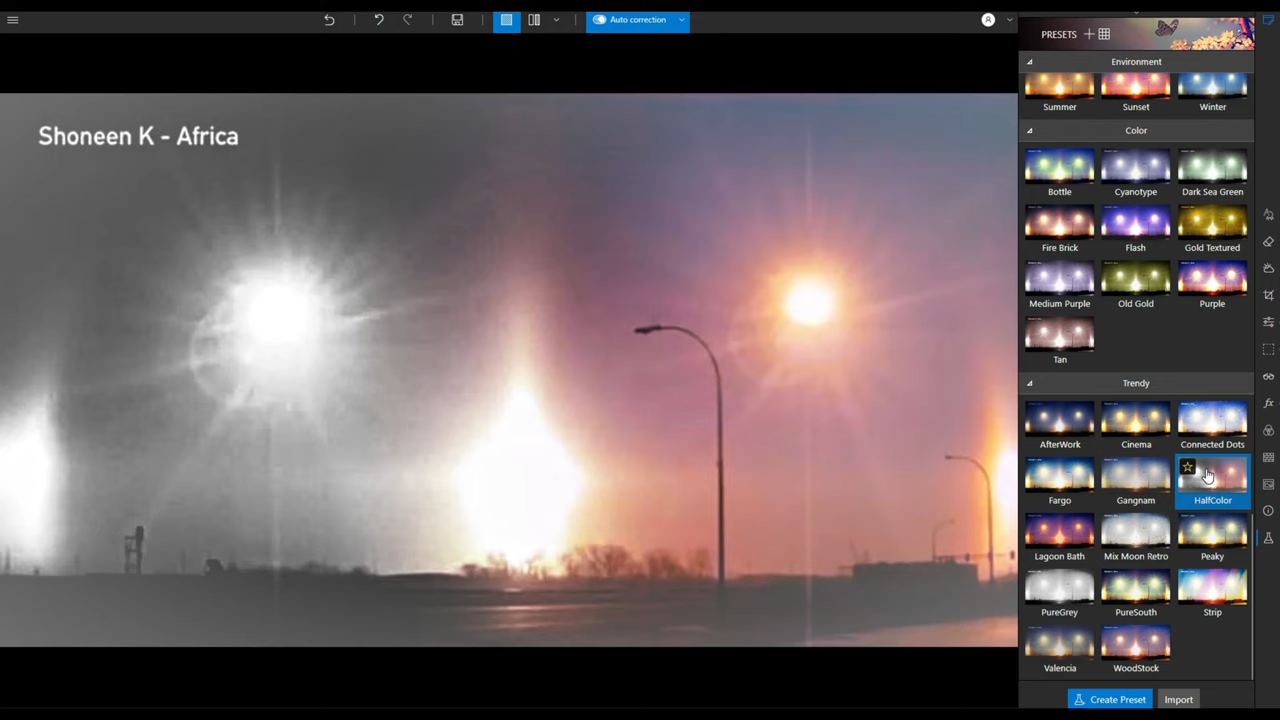 Auto correction
PRESETS
Environment
Summer
Sunset
Winter
Color
Bottle
Cyanotype
Dark Sea Green
Fire Brick
Flash
Gold Textured
Medium Purple
Old Gold
Purple
Tan
Trendy
AfterWork
Cinema
Connected Dots
Fargo
Gangnam
HalfColor
Lagoon Bath
Mix Moon Retro
Peaky
PureGrey
PureSouth
Strip
Valencia
WoodStock
Create Preset
Import
Shoneen K - Africa
fx